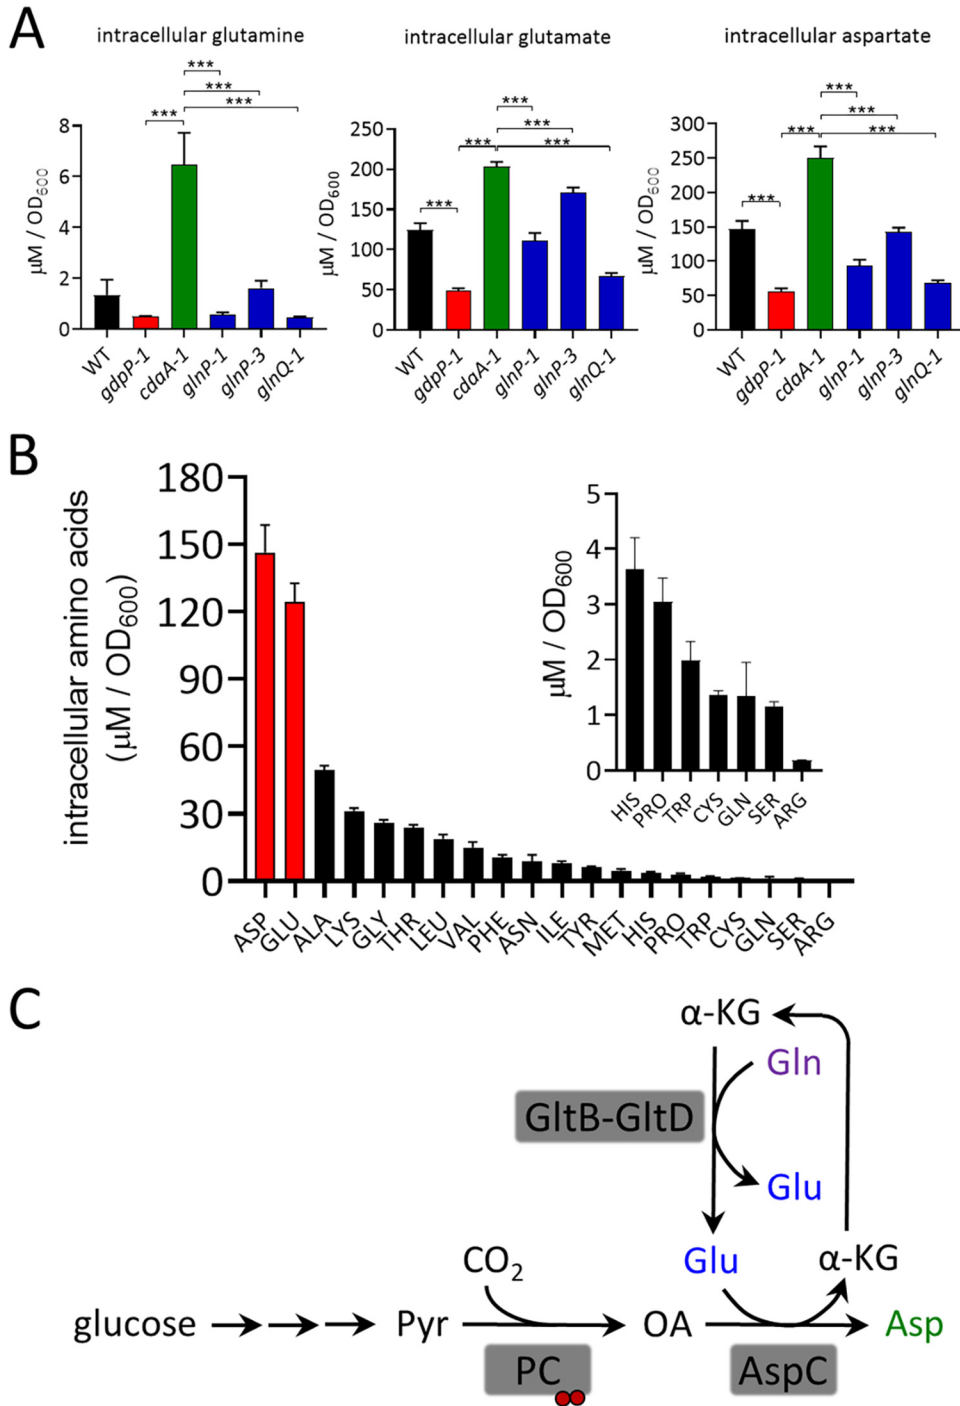 A
intracellular glutamine
intracellular glutamate
intracellular aspartate
***
***
***
***
μM / OD600
8
6
4
2
0
WT
gdpP-1
cdaA-1
glnP-1
glnP-3
glnQ-1
***
***
***
***
***
μM / OD600
250
200
150
100
50
0
WT
gdpP-1
cdaA-1
glnP-1
glnP-3
glnQ-1
***
***
***
***
***
μM / OD600
300
250
200
150
100
50
0
WT
gdpP-1
cdaA-1
glnP-1
glnP-3
glnQ-1
B
intracellular amino acids
(μM / OD600)
180
150
120
90
60
30
0
ASP
GLU
ALA
LYS
GLY
THR
LEU
VAL
PHE
ASN
ILE
TYR
MET
HIS
PRO
TRP
CYS
GLN
SER
ARG
μM / OD600
5
4
3
2
1
0
HIS
PRO
TRP
CYS
GLN
SER
ARG
C
α-KG
Gln
GltB-GltD
Glu
CO2
Glu
α-KG
glucose
Pyr
OA
Asp
PC
AspC